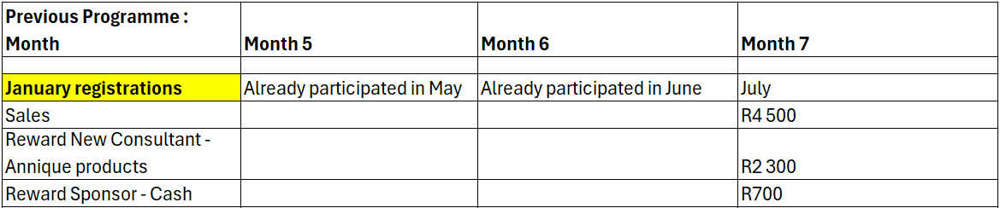 Previous Programme :
Month Month 5 Month 6 Month 7
January registrations Already participated in May Already participated in June July
Sales R4 500
Reward New Consultant -
Annique products R2 300
Reward Sponsor - Cash R700